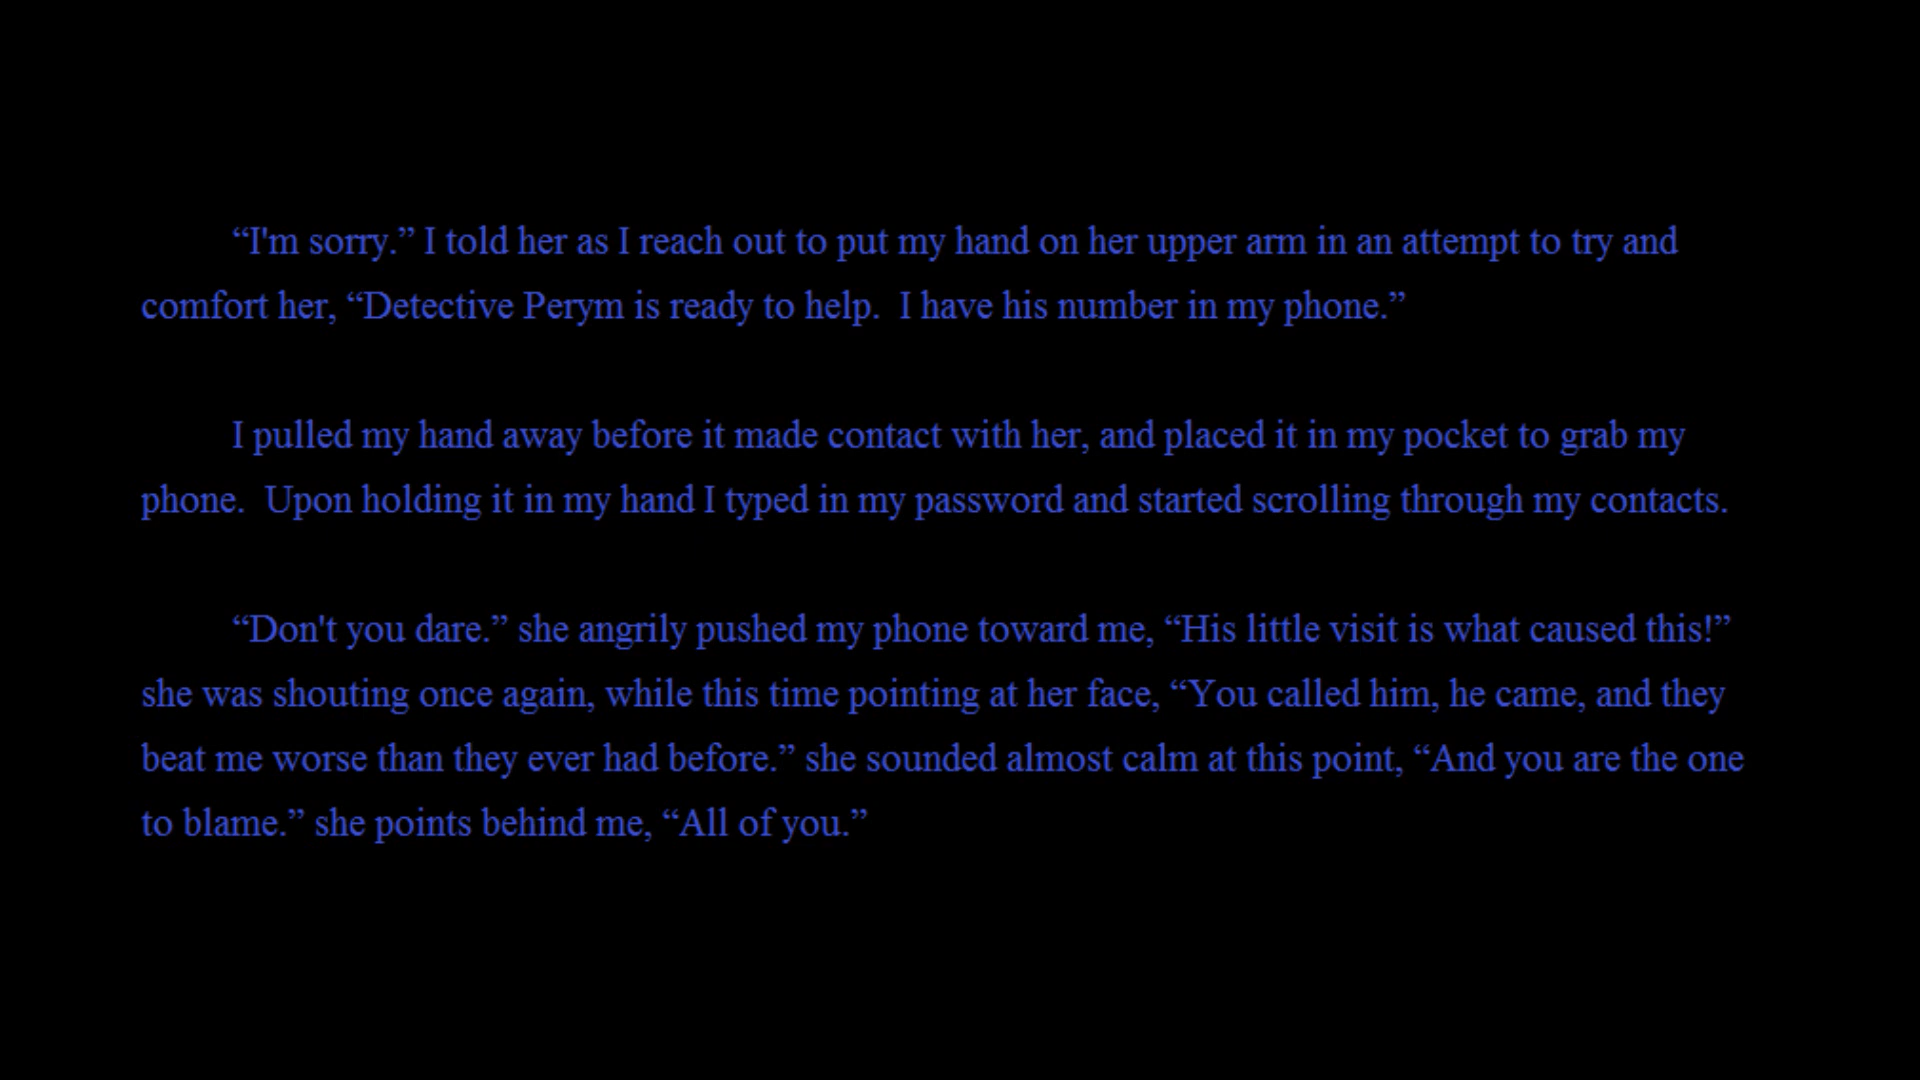 “I'm sorry.” I told her as I reach out to put my hand on her upper arm in an attempt to try and
comfort her, “Detective Perym is ready to help.  I have his number in my phone.”
I pulled my hand away before it made contact with her, and placed it in my pocket to grab my
phone.  Upon holding it in my hand I typed in my password and started scrolling through my contacts.
“Don't you dare.” she angrily pushed my phone toward me, “His little visit is what caused this!”
she was shouting once again, while this time pointing at her face, “You called him, he came, and they
beat me worse than they ever had before.” she sounded almost calm at this point, “And you are the one
to blame.” she points behind me, “All of you.”